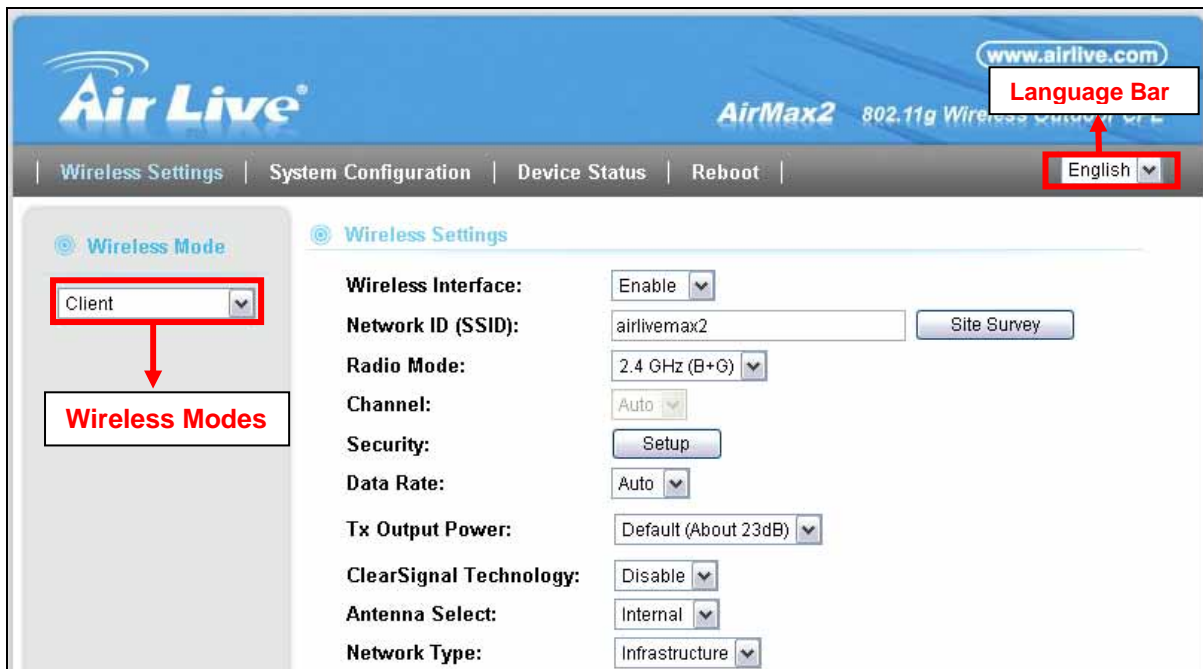 www.airlive.com
Air Live®
Language Bar
AirMax2 802.11g Wireless Outdoor CPE
Wireless Settings | System Configuration | Device Status | Reboot |
English
Wireless Mode
Client
Wireless Modes
Wireless Settings
Wireless Interface: Enable
Network ID (SSID): airlivemax2 Site Survey
Radio Mode: 2.4 GHz (B+G)
Channel: Auto
Security: Setup
Data Rate: Auto
Tx Output Power: Default (About 23dB)
ClearSignal Technology: Disable
Antenna Select: Internal
Network Type: Infrastructure